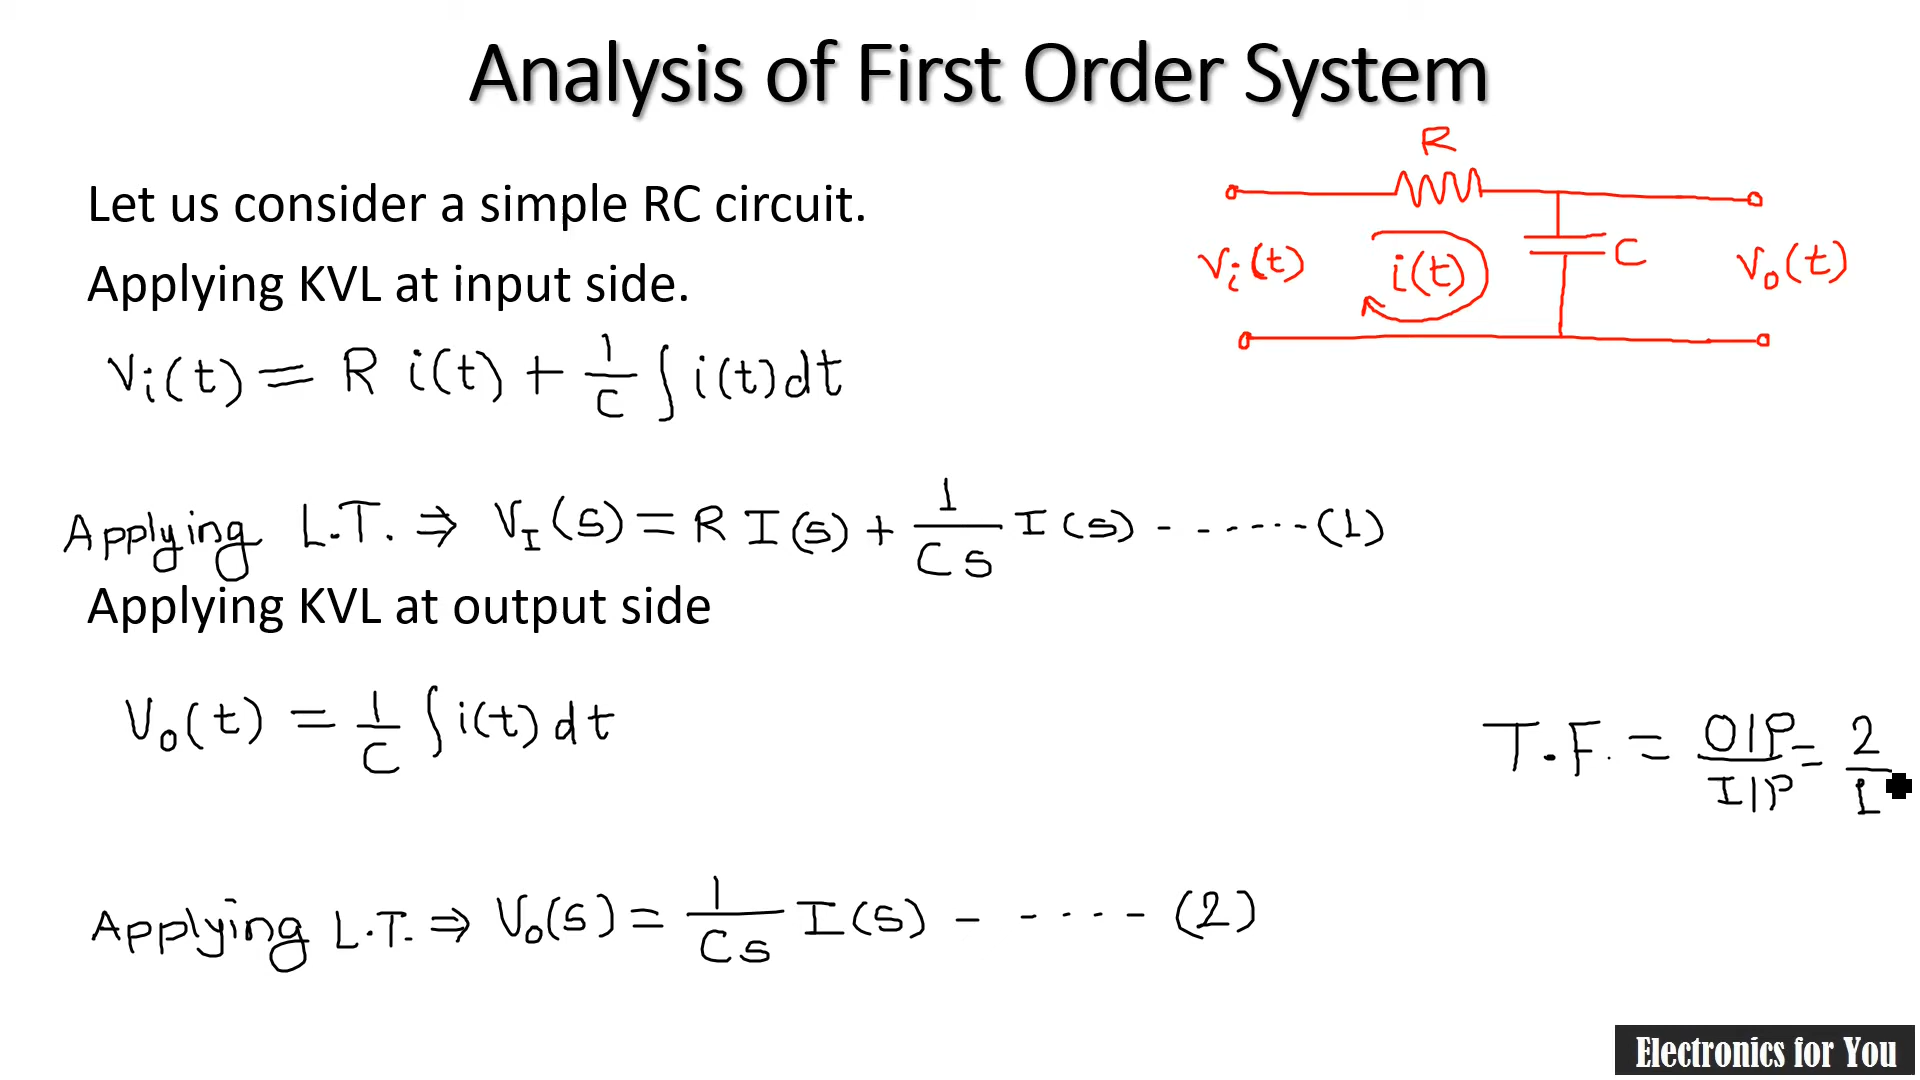 Analysis of First Order System
R
Let us consider a simple RC circuit.
Vi(t) i(t) C Vo(t)
Applying KVL at input side.
Vi(t) = R i(t) + 1/C ∫ i(t) dt
Applying L.T. ⇒ VI(s) = R I(s) + 1/Cs I(s) - ------ (1)
Applying KVL at output side
Vo(t) = 1/C ∫ i(t) dt
T.F. = O|P / I|P = 2/1
Applying L.T. ⇒ Vo(s) = 1/Cs I(s) - - ---- (2)
Electronics for You